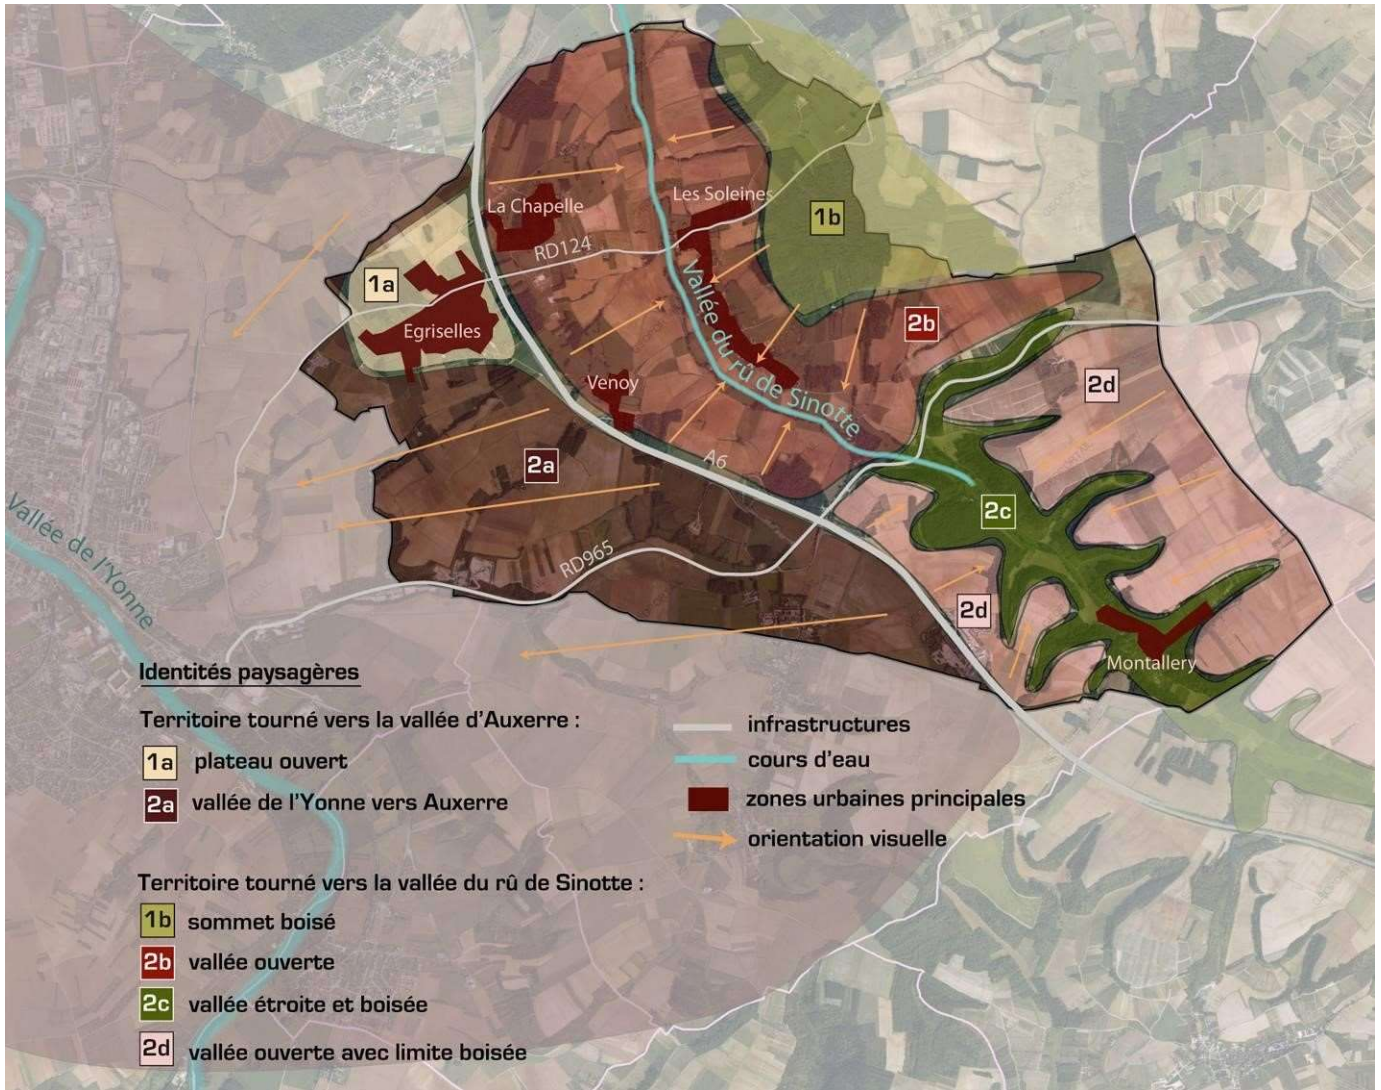 La Chapelle
Les Soleines
1b
RD124
1a
Egriselles
Vallée du rû de Sinotte
2b
Venoy
2d
2a
A6
2c
Vallée de l'Yonne
RD965
2d
Montallery
Identités paysagères
Territoire tourné vers la vallée d'Auxerre :
1a plateau ouvert
2a vallée de l'Yonne vers Auxerre
infrastructures
cours d'eau
zones urbaines principales
orientation visuelle
Territoire tourné vers la vallée du rû de Sinotte :
1b sommet boisé
2b vallée ouverte
2c vallée étroite et boisée
2d vallée ouverte avec limite boisée